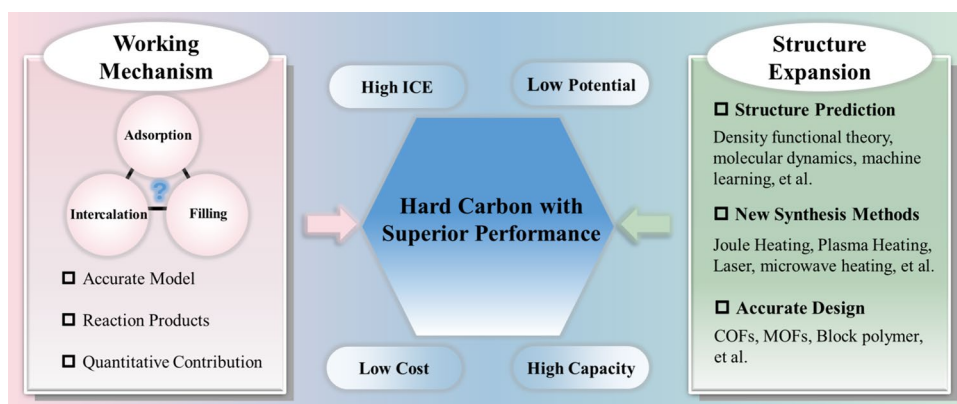 Working
Mechanism
Adsorption
?
Intercalation
Filling
Accurate Model
Reaction Products
Quantitative Contribution
High ICE
Low Potential
Hard Carbon with
Superior Performance
Low Cost
High Capacity
Structure
Expansion
Structure Prediction
Density functional theory,
molecular dynamics, machine
learning, et al.
New Synthesis Methods
Joule Heating, Plasma Heating,
Laser, microwave heating, et al.
Accurate Design
COFs, MOFs, Block polymer,
et al.